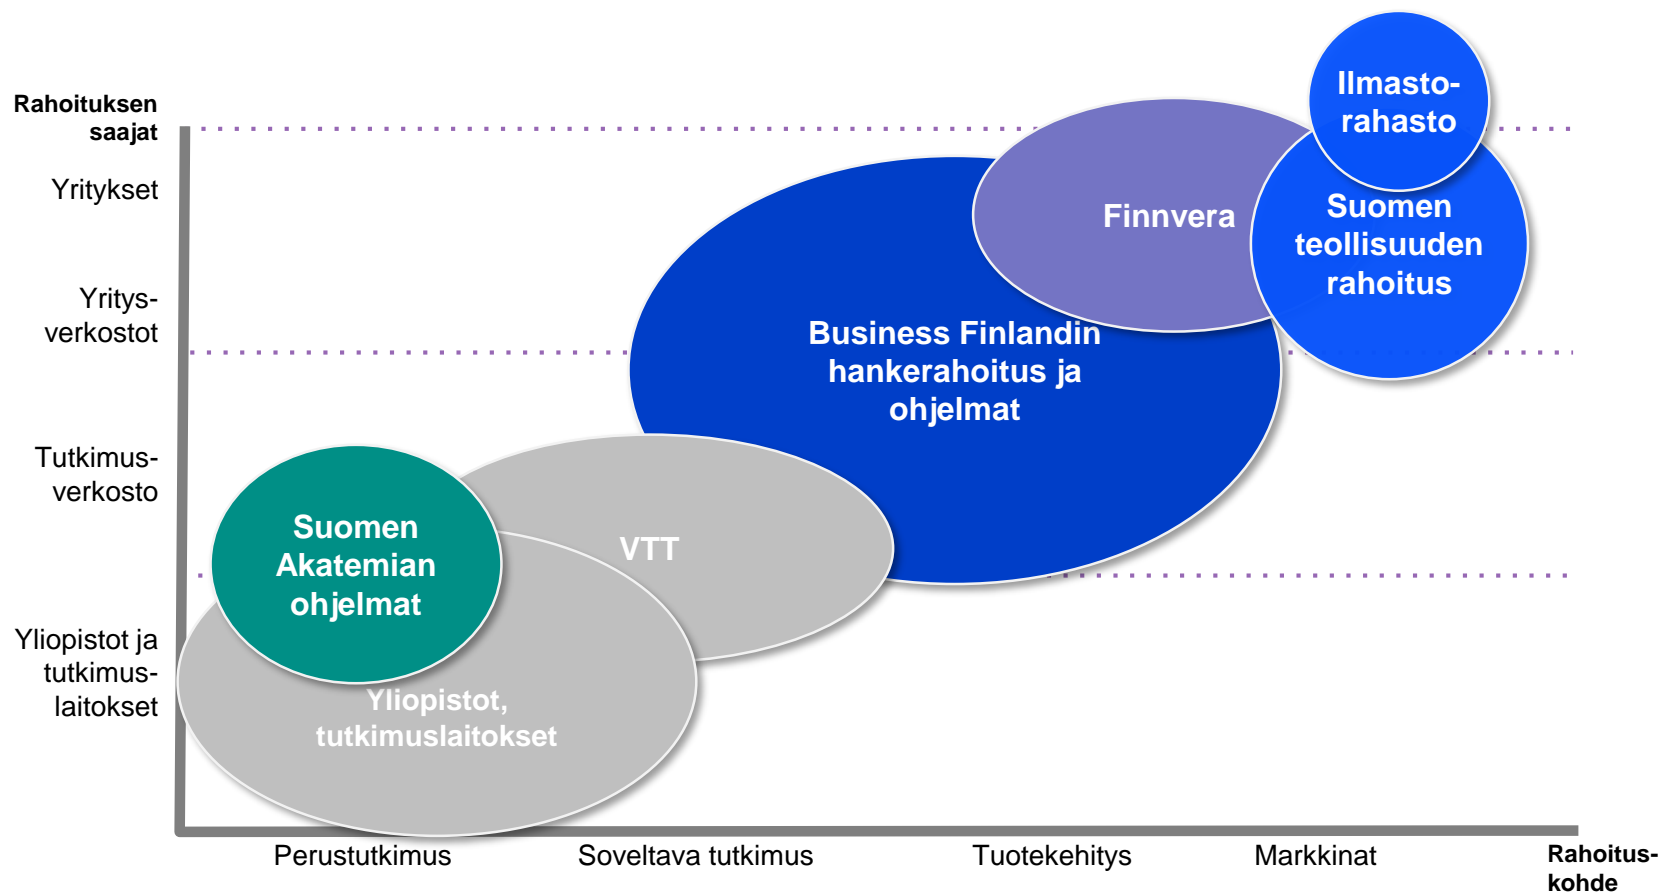 Rahoituksen
saajat
Yritykset
Yritys-
verkostot
Tutkimus-
verkosto
Yliopistot ja
tutkimus-
laitokset
Ilmasto-
rahasto
Suomen
teollisuuden
rahoitus
Finnvera
Business Finlandin
hankerahoitus ja
ohjelmat
VTT
Suomen
Akatemian
ohjelmat
Yliopistot,
tutkimuslaitokset
Perustutkimus
Soveltava tutkimus
Tuotekehitys
Markkinat
Rahoitus-
kohde